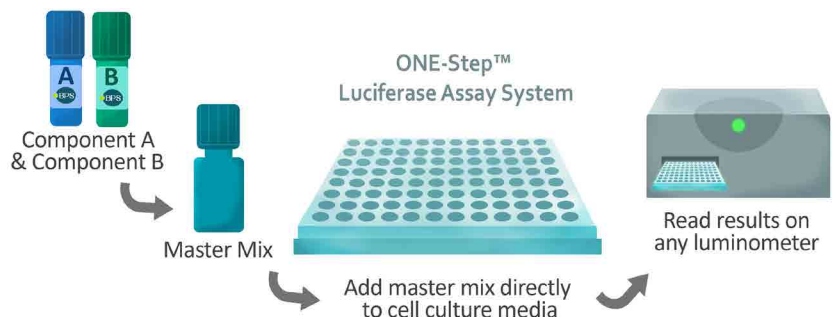 A
BPS
B
BPS
Component A
& Component B
Master Mix
ONE-Step™
Luciferase Assay System
Add master mix directly
to cell culture media
Read results on
any luminometer